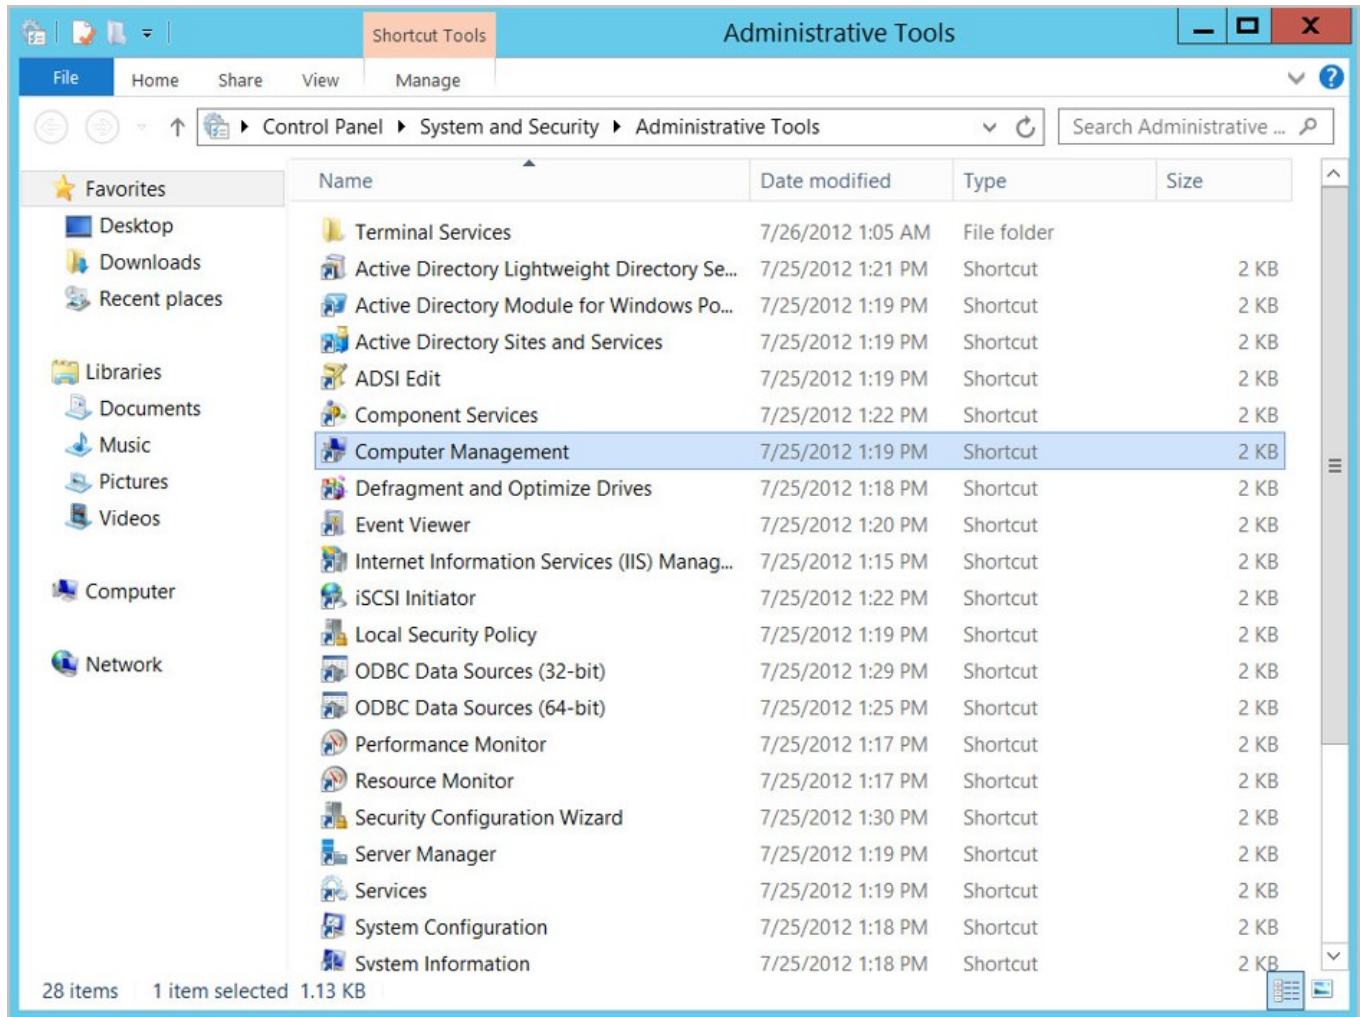 Shortcut Tools
Administrative Tools
File Home Share View Manage
Control Panel System and Security Administrative Tools
Search Administrative ...
Favorites
Desktop
Downloads
Recent places
Libraries
Documents
Music
Pictures
Videos
Computer
Network
Name Date modified Type Size
Terminal Services 7/26/2012 1:05 AM File folder
Active Directory Lightweight Directory Se... 7/25/2012 1:21 PM Shortcut 2 KB
Active Directory Module for Windows Po... 7/25/2012 1:19 PM Shortcut 2 KB
Active Directory Sites and Services 7/25/2012 1:19 PM Shortcut 2 KB
ADSI Edit 7/25/2012 1:19 PM Shortcut 2 KB
Component Services 7/25/2012 1:22 PM Shortcut 2 KB
Computer Management 7/25/2012 1:19 PM Shortcut 2 KB
Defragment and Optimize Drives 7/25/2012 1:18 PM Shortcut 2 KB
Event Viewer 7/25/2012 1:20 PM Shortcut 2 KB
Internet Information Services (IIS) Manag... 7/25/2012 1:15 PM Shortcut 2 KB
iSCSI Initiator 7/25/2012 1:22 PM Shortcut 2 KB
Local Security Policy 7/25/2012 1:19 PM Shortcut 2 KB
ODBC Data Sources (32-bit) 7/25/2012 1:29 PM Shortcut 2 KB
ODBC Data Sources (64-bit) 7/25/2012 1:25 PM Shortcut 2 KB
Performance Monitor 7/25/2012 1:17 PM Shortcut 2 KB
Resource Monitor 7/25/2012 1:17 PM Shortcut 2 KB
Security Configuration Wizard 7/25/2012 1:30 PM Shortcut 2 KB
Server Manager 7/25/2012 1:19 PM Shortcut 2 KB
Services 7/25/2012 1:19 PM Shortcut 2 KB
System Configuration 7/25/2012 1:18 PM Shortcut 2 KB
System Information 7/25/2012 1:18 PM Shortcut 2 KB
28 items 1 item selected 1.13 KB